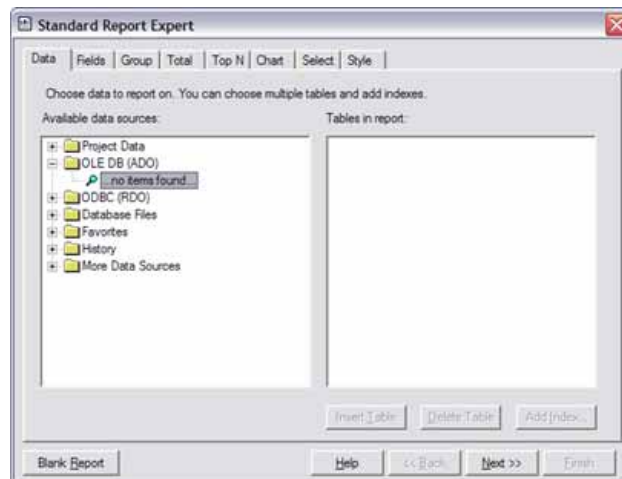 Standard Report Expert
Data Fields Group Total Top N Chart Select Style
Choose data to report on. You can choose multiple tables and add indexes.
Available data sources:
Tables in report:
Project Data
OLE DB (ADO)
...no items found...
ODBC (RDO)
Database Files
Favorites
History
More Data Sources
Insert Table Delete Table Add Index...
Blank Report Help << Back Next >> Finish